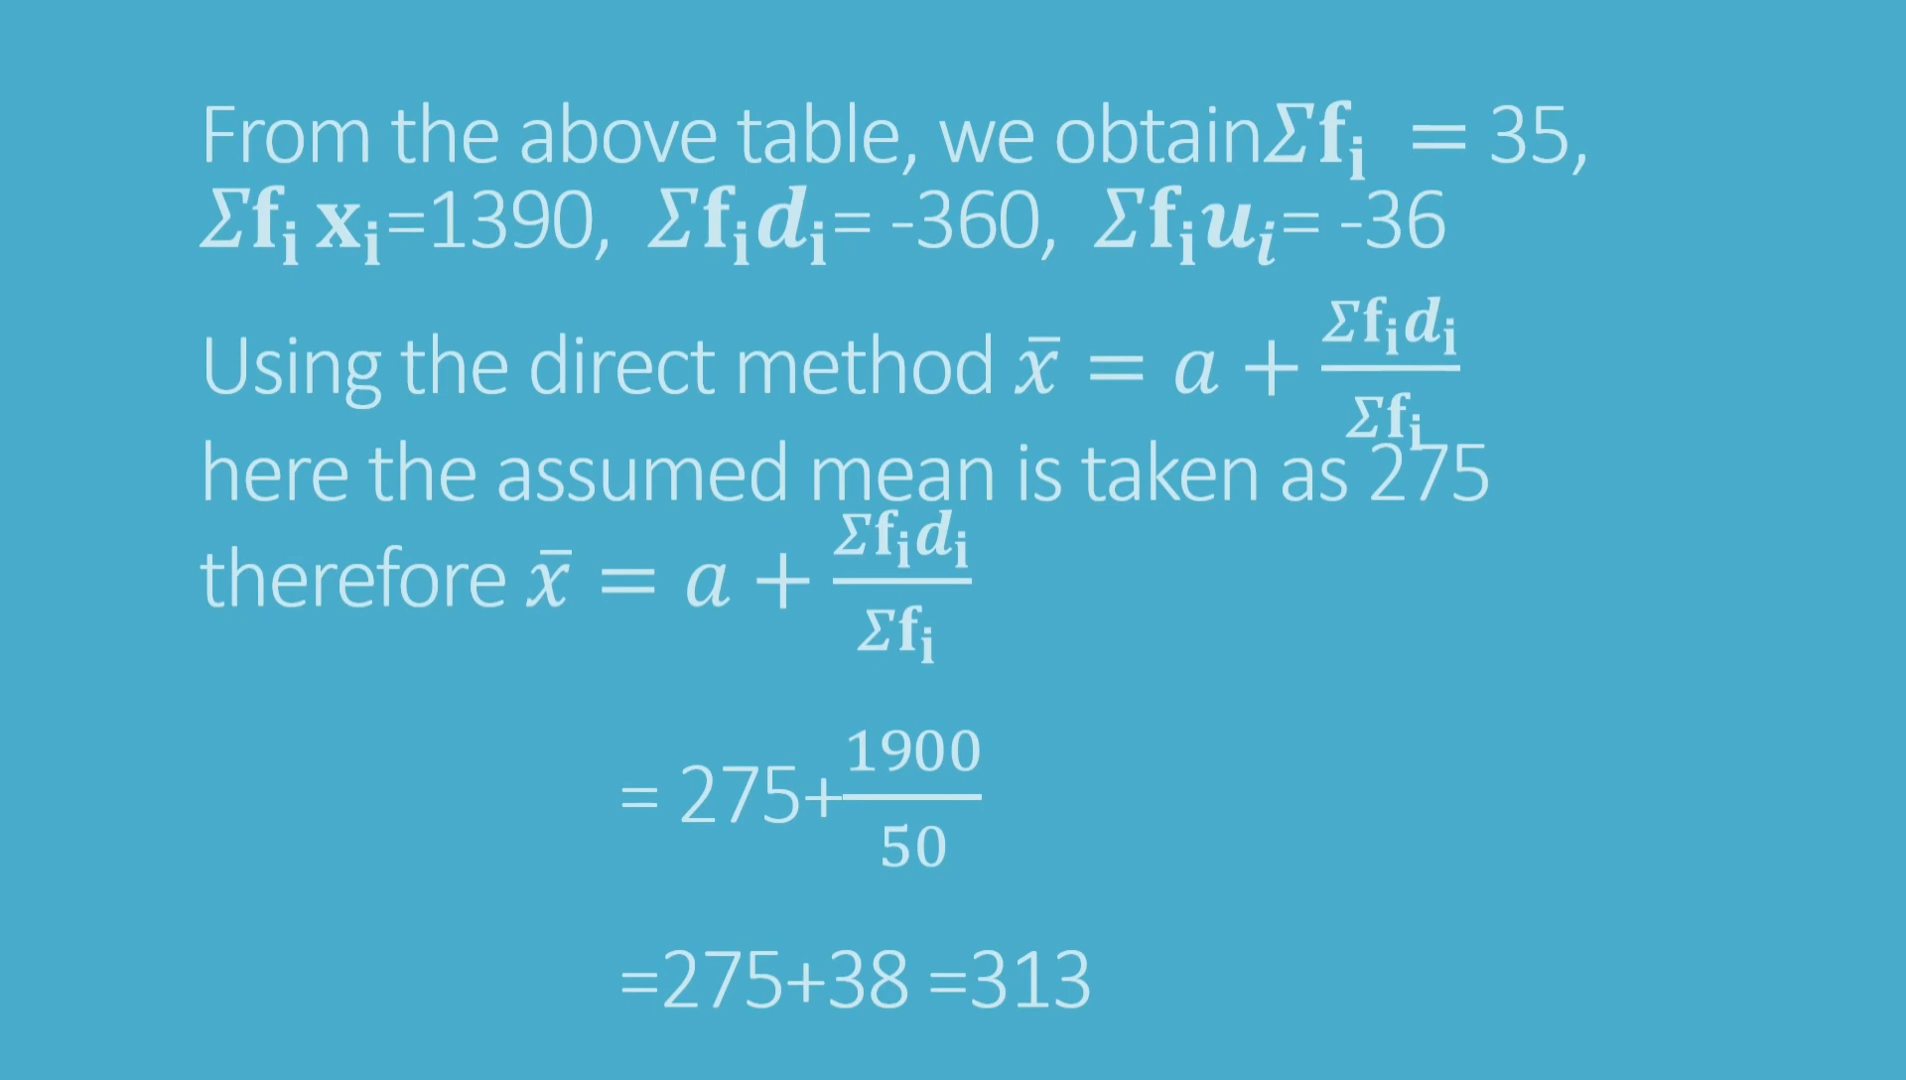 From the above table, we obtain𝜮𝐟ᵢ = 35,
𝜮𝐟ᵢ 𝐱ᵢ=1390, 𝜮𝐟ᵢ𝒅ᵢ= -360, 𝜮𝐟ᵢ𝒖ᵢ= -36
Using the direct method x̄ = a + 𝜮𝐟ᵢ𝒅ᵢ/𝜮𝐟ᵢ
here the assumed mean is taken as 275
therefore x̄ = a + 𝜮𝐟ᵢ𝒅ᵢ/𝜮𝐟ᵢ
= 275+1900/50
=275+38 =313